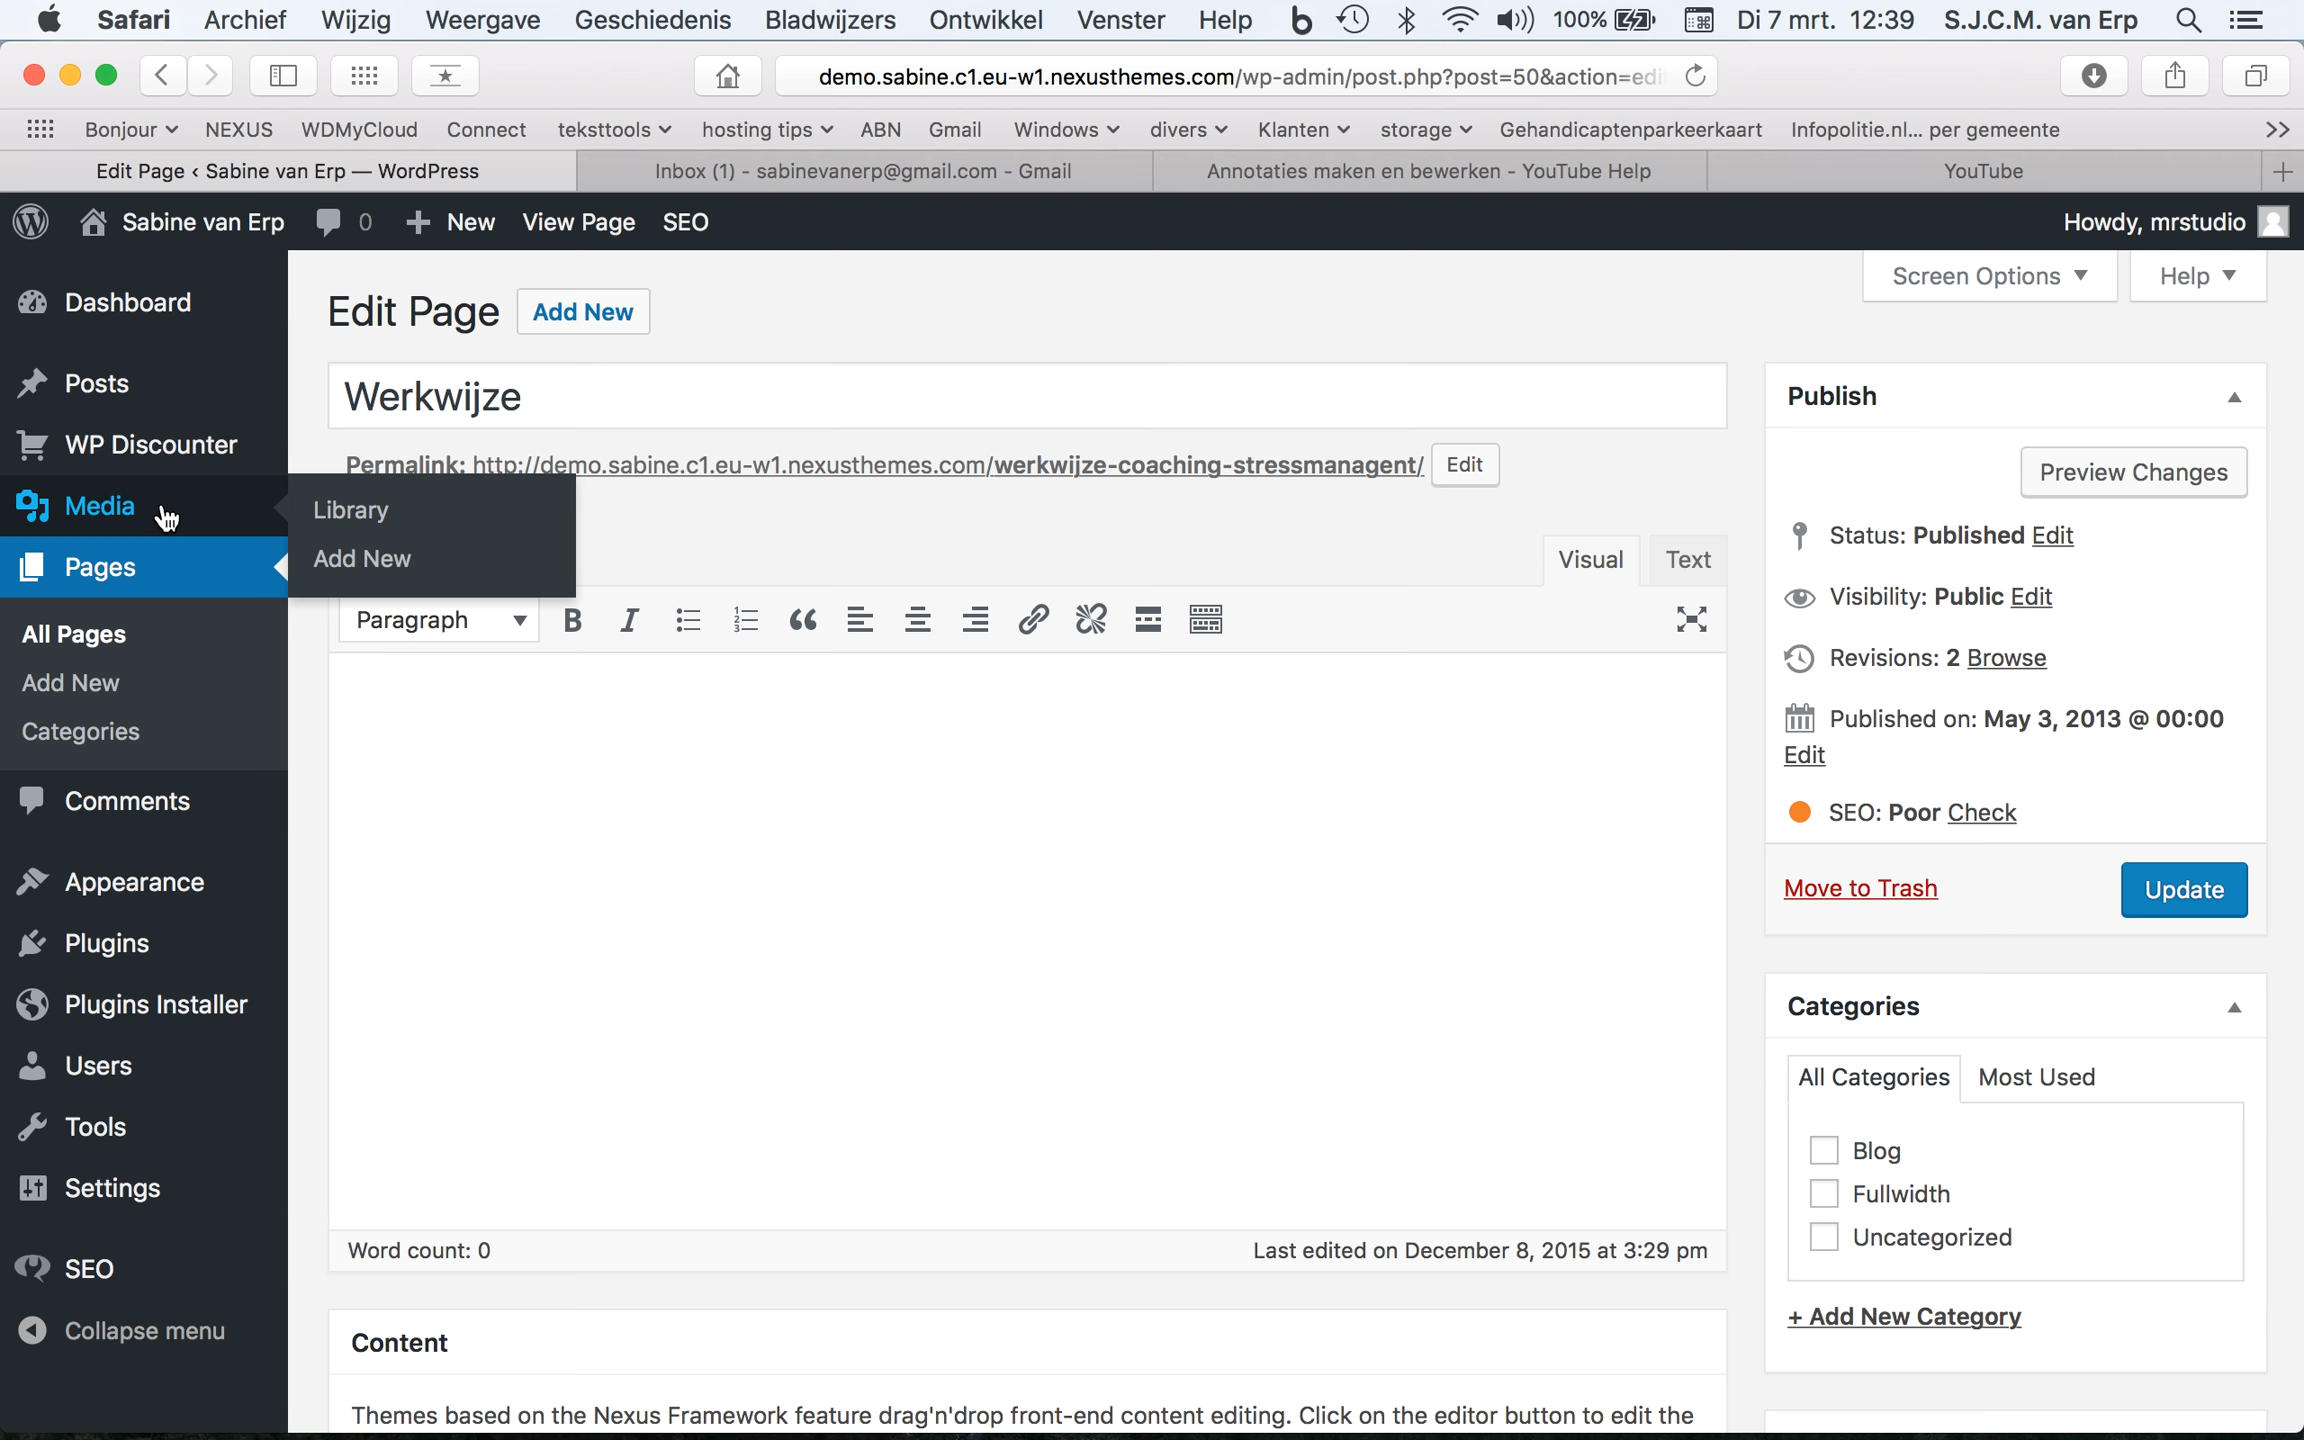 Safari Archief Wijzig Weergave Geschiedenis Bladwijzers Ontwikkel Venster Help 100% Di 7 mrt. 12:39 S.J.C.M. van Erp
demo.sabine.c1.eu-w1.nexusthemes.com/wp-admin/post.php?post=50&action=edi
Bonjour NEXUS WDMyCloud Connect teksttools hosting tips ABN Gmail Windows divers Klanten storage Gehandicaptenparkeerkaart Infopolitie.nl... per gemeente
Edit Page ‹ Sabine van Erp — WordPress Inbox (1) - sabinevanerp@gmail.com - Gmail Annotaties maken en bewerken - YouTube Help YouTube
Sabine van Erp 0 New View Page SEO Howdy, mrstudio
Screen Options Help
Dashboard
Posts
WP Discounter
Media
Library
Add New
Pages
All Pages
Add New
Categories
Comments
Appearance
Plugins
Plugins Installer
Users
Tools
Settings
SEO
Collapse menu
Edit Page Add New
Werkwijze
Permalink: http://demo.sabine.c1.eu-w1.nexusthemes.com/werkwijze-coaching-stressmanagent/ Edit
Visual Text
Paragraph
Word count: 0 Last edited on December 8, 2015 at 3:29 pm
Content
Themes based on the Nexus Framework feature drag'n'drop front-end content editing. Click on the editor button to edit the
Publish
Preview Changes
Status: Published Edit
Visibility: Public Edit
Revisions: 2 Browse
Published on: May 3, 2013 @ 00:00
Edit
SEO: Poor Check
Move to Trash Update
Categories
All Categories Most Used
Blog
Fullwidth
Uncategorized
+ Add New Category